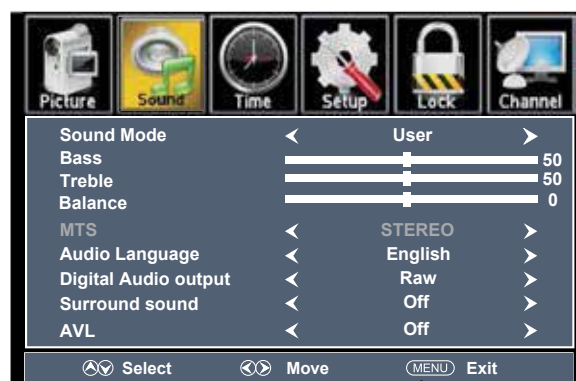 Picture Sound Time Setup Lock Channel
Sound Mode User
Bass 50
Treble 50
Balance 0
MTS STEREO
Audio Language English
Digital Audio output Raw
Surround sound Off
AVL Off
Select Move MENU Exit